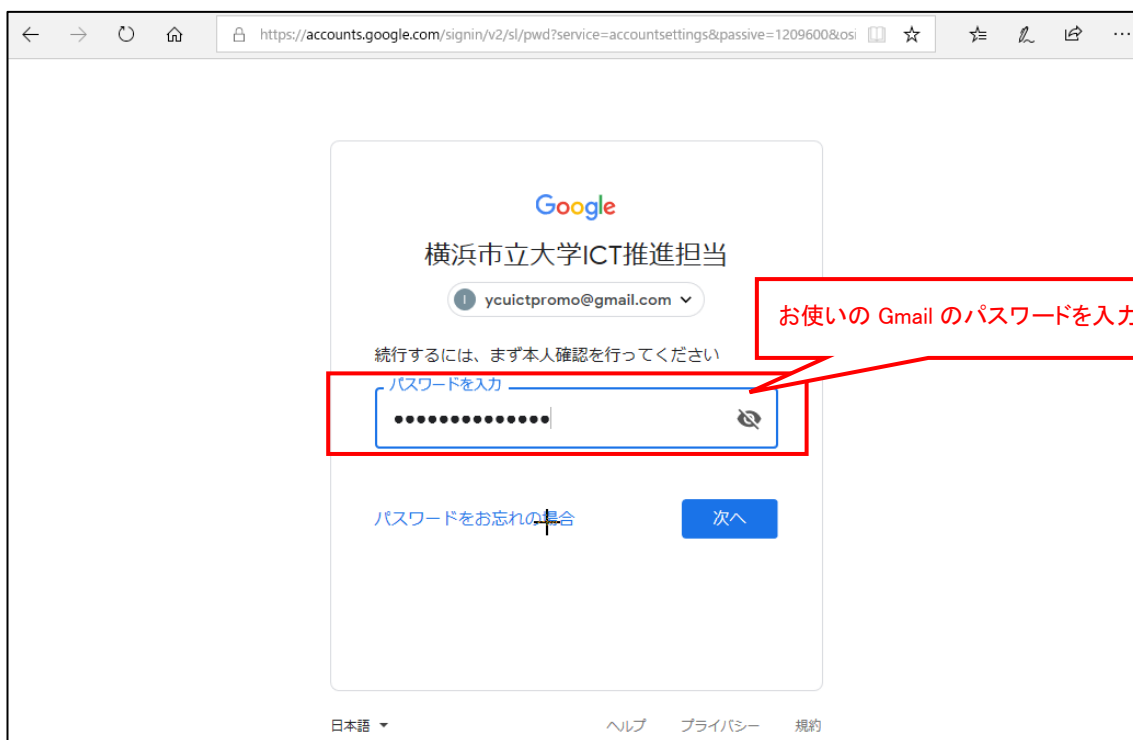 https://accounts.google.com/signin/v2/sl/pwd?service=accountsettings&passive=1209600&osi
Google
横浜市立大学ICT推進担当
I ycuictpromo@gmail.com
お使いの Gmail のパスワードを入力
続行するには、まず本人確認を行ってください
パスワードを入力
••••••••••••••
パスワードをお忘れの場合 次へ
日本語 ヘルプ プライバシー 規約